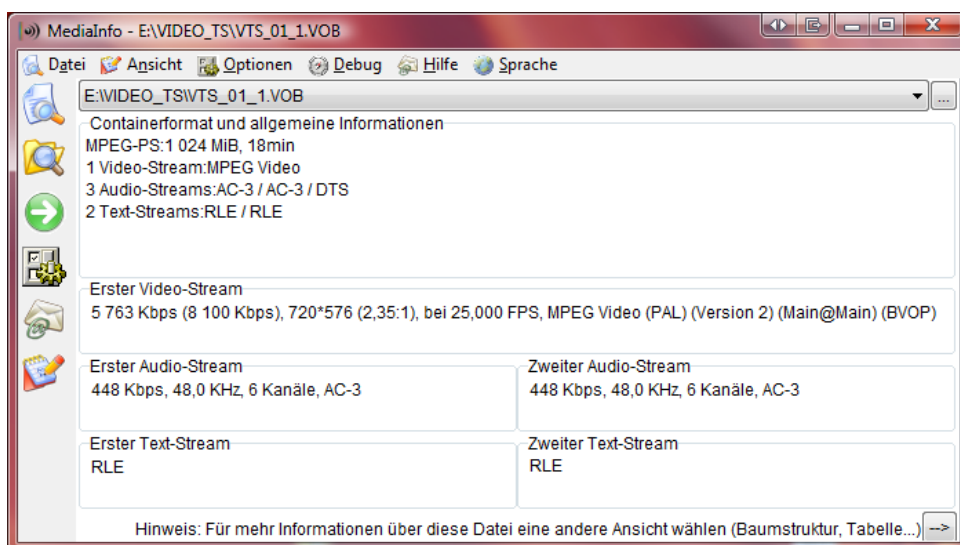 MediaInfo - E:\VIDEO_TS\VTS_01_1.VOB
Datei Ansicht Optionen Debug Hilfe Sprache
E:\VIDEO_TS\VTS_01_1.VOB
...
Containerformat und allgemeine Informationen
MPEG-PS:1 024 MiB, 18min
1 Video-Stream:MPEG Video
3 Audio-Streams:AC-3 / AC-3 / DTS
2 Text-Streams:RLE / RLE
Erster Video-Stream
5 763 Kbps (8 100 Kbps), 720*576 (2,35:1), bei 25,000 FPS, MPEG Video (PAL) (Version 2) (Main@Main) (BVOP)
Erster Audio-Stream
448 Kbps, 48,0 KHz, 6 Kanäle, AC-3
Zweiter Audio-Stream
448 Kbps, 48,0 KHz, 6 Kanäle, AC-3
Erster Text-Stream
RLE
Zweiter Text-Stream
RLE
Hinweis: Für mehr Informationen über diese Datei eine andere Ansicht wählen (Baumstruktur, Tabelle...) -->